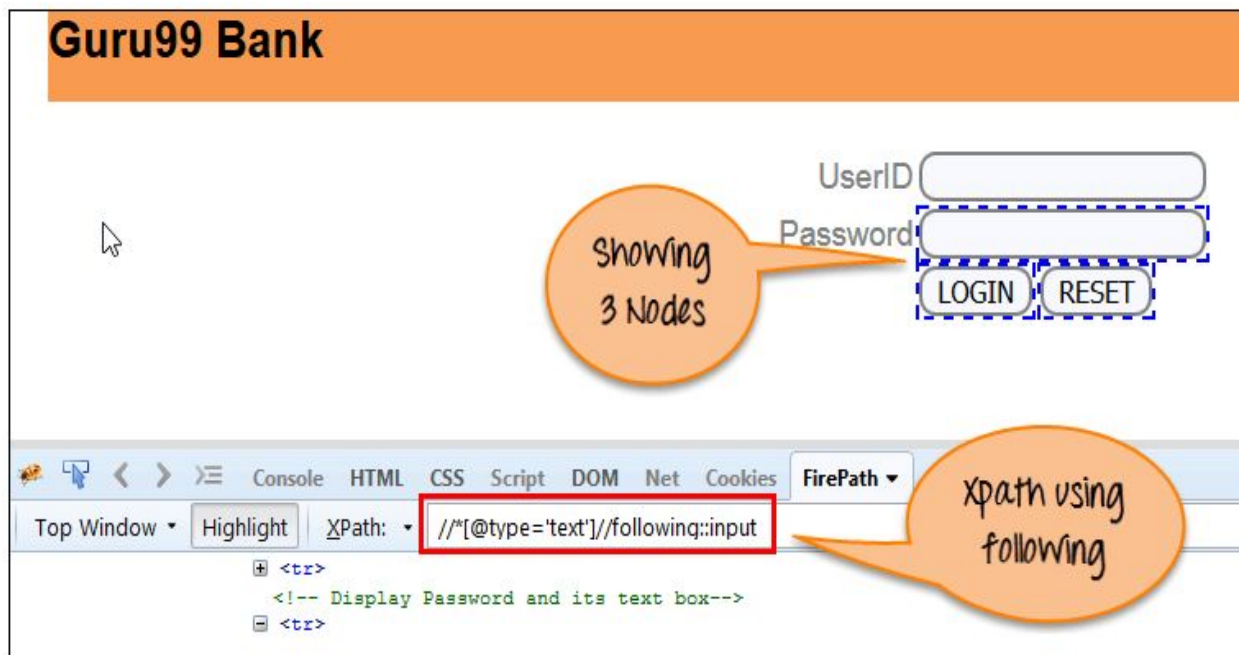 Guru99 Bank
UserID
Password
LOGIN RESET
Showing
3 Nodes
Console HTML CSS Script DOM Net Cookies FirePath
Top Window Highlight XPath: //*[@type='text']//following::input
Xpath using
following
<tr>
<!-- Display Password and its text box-->
<tr>